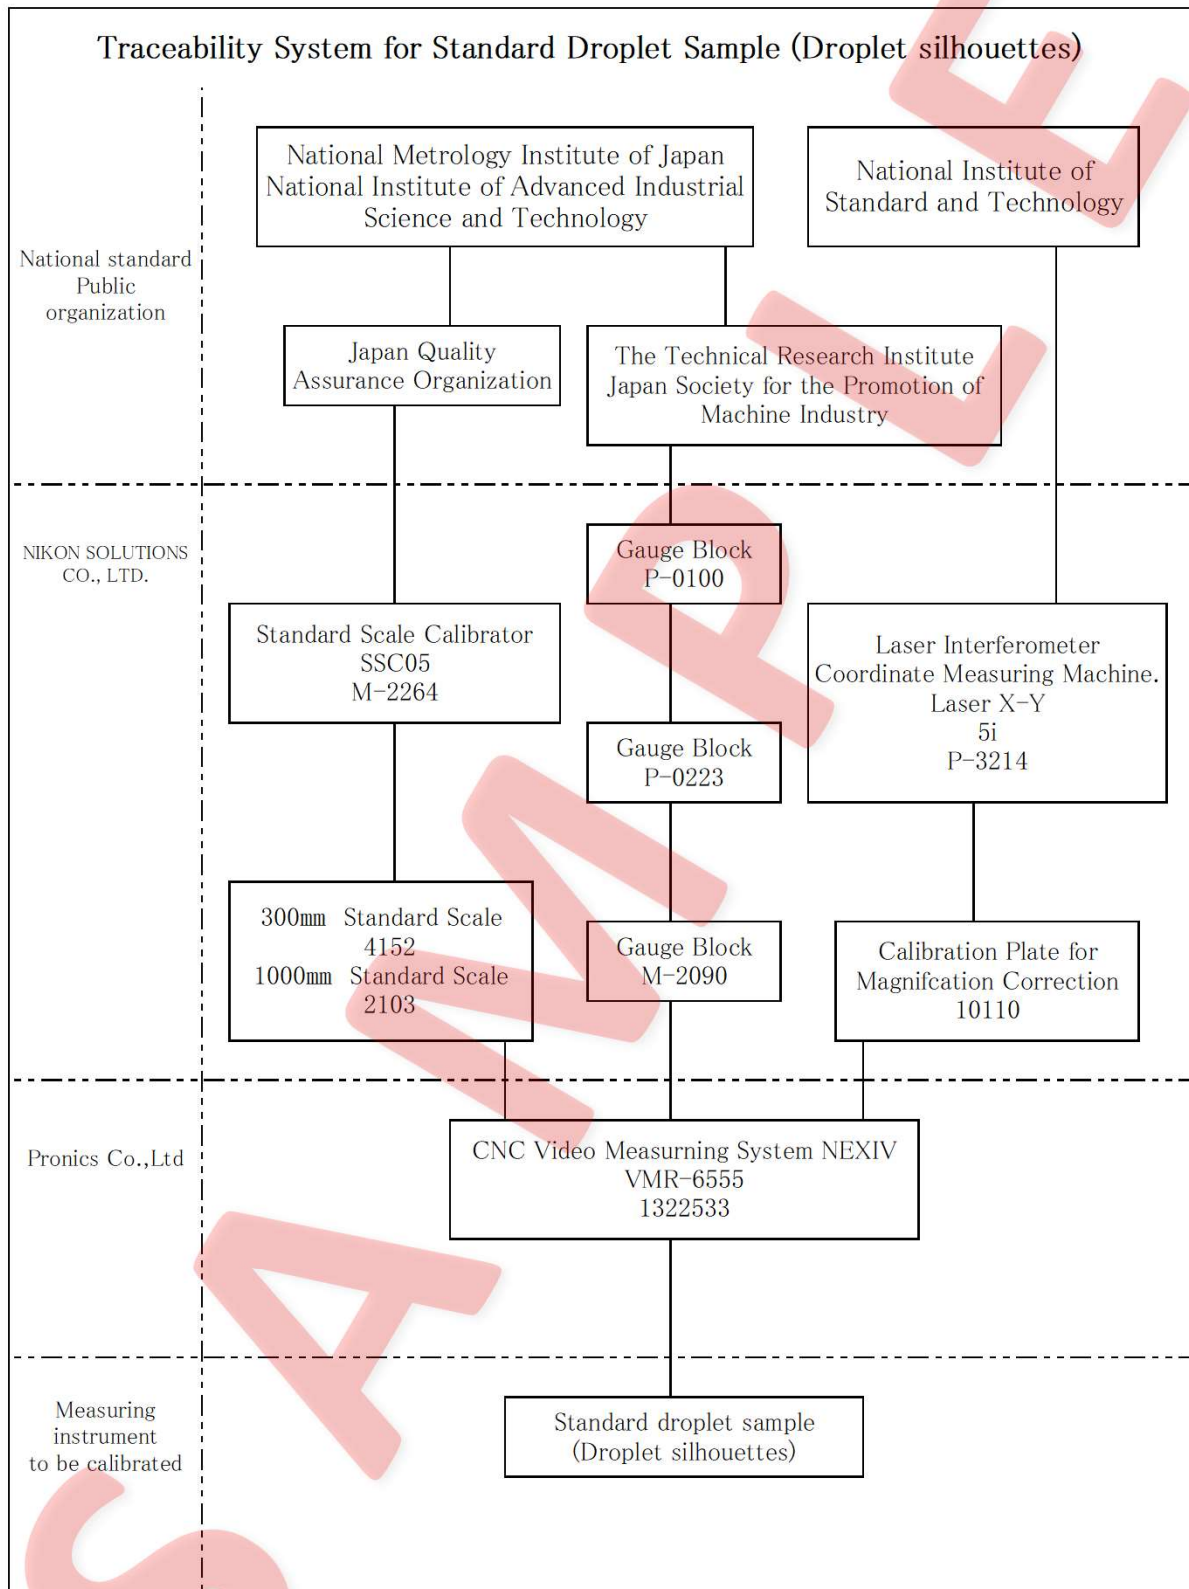 Traceability System for Standard Droplet Sample (Droplet silhouettes)
National Metrology Institute of Japan
National Institute of Advanced Industrial
Science and Technology
National Institute of
Standard and Technology
National standard
Public
organization
Japan Quality
Assurance Organization
The Technical Research Institute
Japan Society for the Promotion of
Machine Industry
NIKON SOLUTIONS
CO., LTD.
Gauge Block
P-0100
Standard Scale Calibrator
SSC05
M-2264
Laser Interferometer
Coordinate Measuring Machine.
Laser X-Y
5i
P-3214
Gauge Block
P-0223
300mm Standard Scale
4152
1000mm Standard Scale
2103
Gauge Block
M-2090
Calibration Plate for
Magnifcation Correction
10110
Pronics Co.,Ltd
CNC Video Measurning System NEXIV
VMR-6555
1322533
Measuring
instrument
to be calibrated
Standard droplet sample
(Droplet silhouettes)
SAMPLE